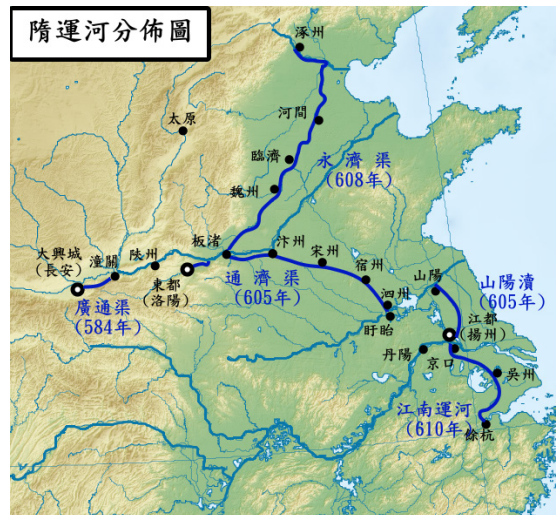 隋運河分佈圖
涿州
河間
太原
臨濟
永濟渠
(608年)
魏州
大興城
(長安)
潼關
陝州
板渚
汴州
宋州
東都
(洛陽)
通濟渠
(605年)
宿州
山陽
山陽瀆
(605年)
廣通渠
(584年)
泗州
盱眙
江都
(揚州)
丹陽
京口
吳州
江南運河
(610年)
餘杭